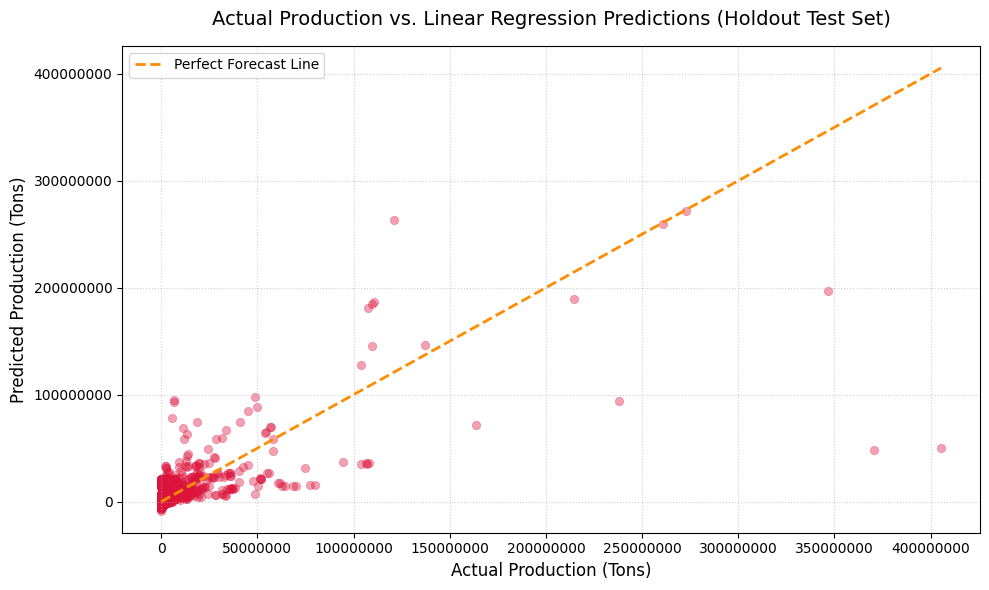 Actual Production vs. Linear Regression Predictions (Holdout Test Set)
Perfect Forecast Line
Predicted Production (Tons)
400000000
300000000
200000000
100000000
0
0 50000000 100000000 150000000 200000000 250000000 300000000 350000000 400000000
Actual Production (Tons)